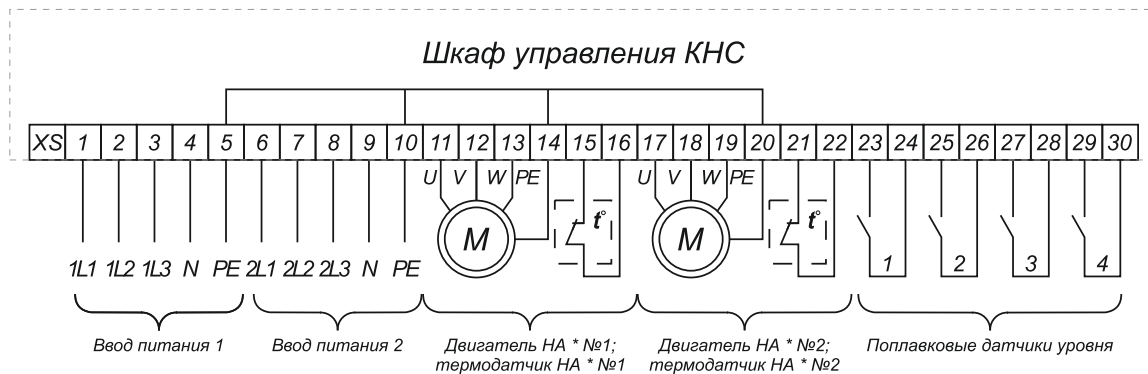 Шкаф управления КНС
XS 1 2 3 4 5 6 7 8 9 10 11 12 13 14 15 16 17 18 19 20 21 22 23 24 25 26 27 28 29 30
U V W PE U V W PE
M t° M t°
1L1 1L2 1L3 N PE 2L1 2L2 2L3 N PE 1 2 3 4
Ввод питания 1
Ввод питания 2
Двигатель НА * №1;
термодатчик НА * №1
Двигатель НА * №2;
термодатчик НА * №2
Поплавковые датчики уровня